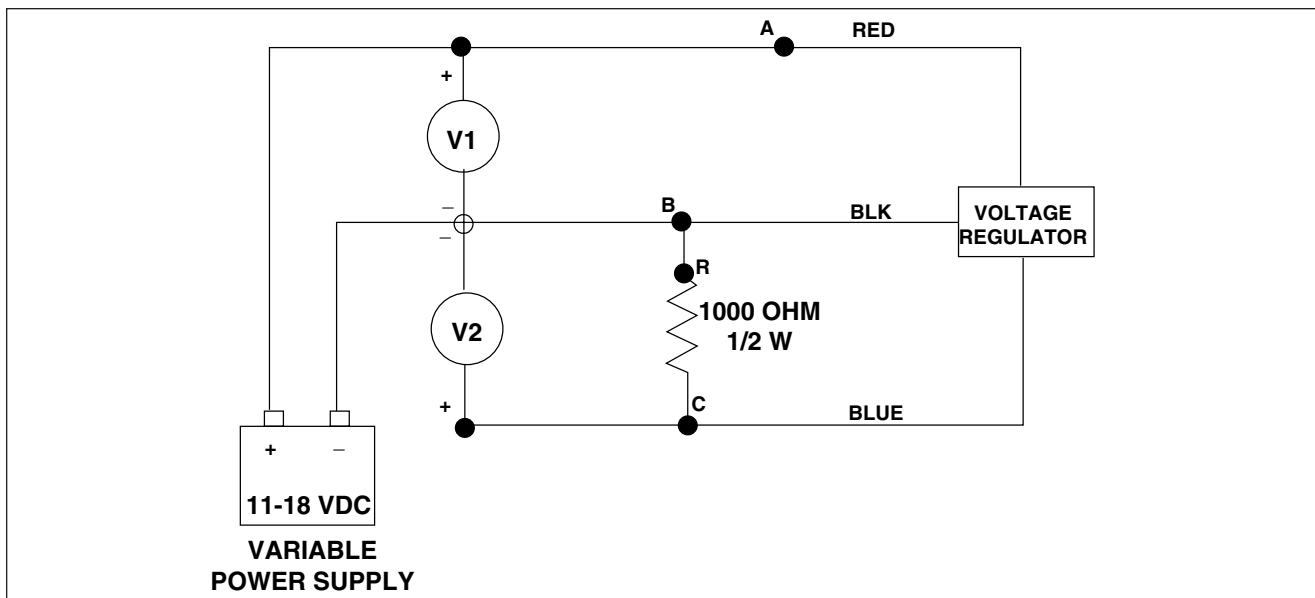 A
RED
+
V1
–
B
BLK
VOLTAGE
REGULATOR
–
R
1000 OHM
1/2 W
V2
+
C
BLUE
+ –
11-18 VDC
VARIABLE
POWER SUPPLY